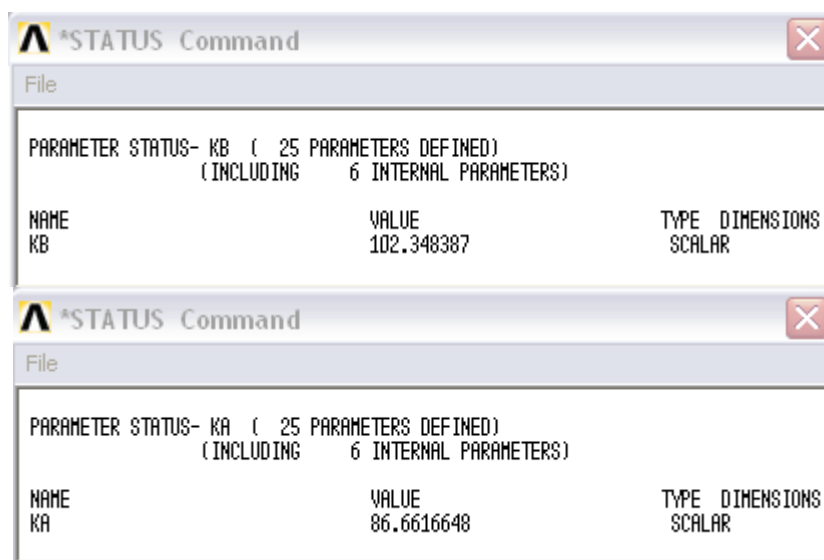 *STATUS Command
File
PARAMETER STATUS- KB ( 25 PARAMETERS DEFINED)
(INCLUDING 6 INTERNAL PARAMETERS)
NAME VALUE TYPE DIMENSIONS
KB 102.348387 SCALAR
*STATUS Command
File
PARAMETER STATUS- KA ( 25 PARAMETERS DEFINED)
(INCLUDING 6 INTERNAL PARAMETERS)
NAME VALUE TYPE DIMENSIONS
KA 86.6616648 SCALAR